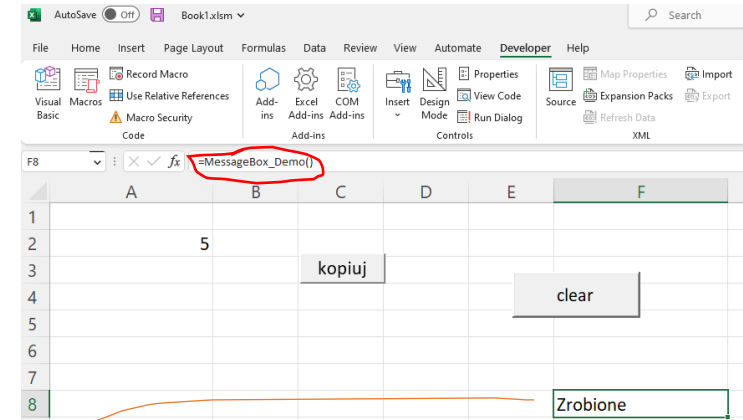 AutoSave Off Book1.xlsm Search
File Home Insert Page Layout Formulas Data Review View Automate Developer Help
Visual Basic
Macros
Record Macro
Use Relative References
Macro Security
Code
Add-ins
Excel Add-ins
COM Add-ins
Add-ins
Insert
Design Mode
Properties
View Code
Run Dialog
Controls
Source
Map Properties
Expansion Packs
Refresh Data
Import
Export
XML
F8 fx =MessageBox_Demo()
A B C D E F
1
2 5
3 kopiuj
4 clear
5
6
7
8 Zrobione